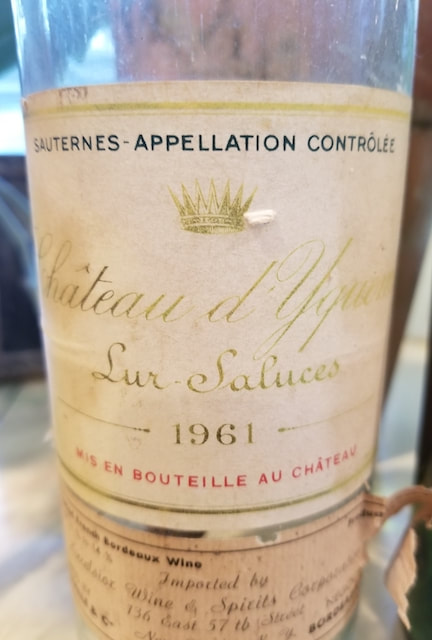 SAUTERNES-APPELLATION CONTRÔLÉE
Château d'Yquem
Lur-Saluces
1961
MIS EN BOUTEILLE AU CHÂTEAU
Bordeaux Wine
Imported by
Wine & Spirits
136 East 57th Street